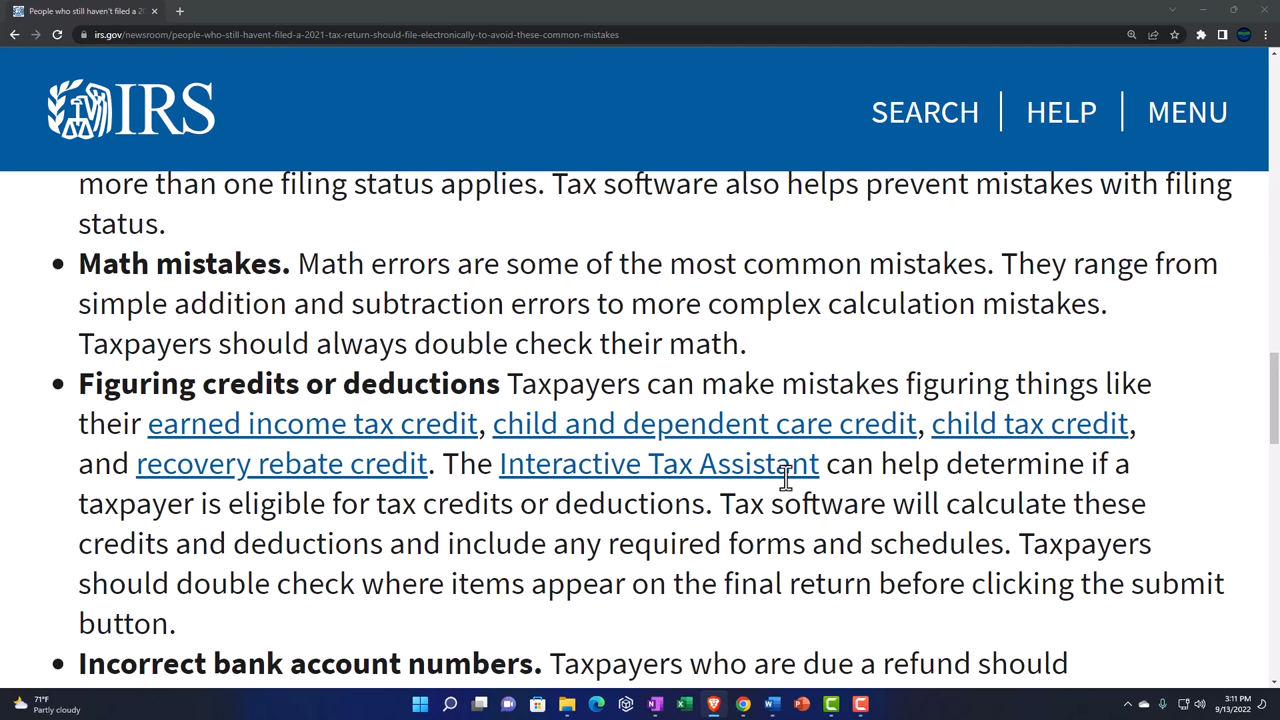 People who still haven't filed a 2
irs.gov/newsroom/people-who-still-havent-filed-a-2021-tax-return-should-file-electronically-to-avoid-these-common-mistakes
IRS
SEARCH
HELP
MENU
more than one filing status applies. Tax software also helps prevent mistakes with filing
status.
Math mistakes. Math errors are some of the most common mistakes. They range from
simple addition and subtraction errors to more complex calculation mistakes.
Taxpayers should always double check their math.
Figuring credits or deductions Taxpayers can make mistakes figuring things like
their earned income tax credit, child and dependent care credit, child tax credit,
and recovery rebate credit. The Interactive Tax Assistant can help determine if a
taxpayer is eligible for tax credits or deductions. Tax software will calculate these
credits and deductions and include any required forms and schedules. Taxpayers
should double check where items appear on the final return before clicking the submit
button.
Incorrect bank account numbers. Taxpayers who are due a refund should
71°F
Partly cloudy
3:11 PM
9/13/2022